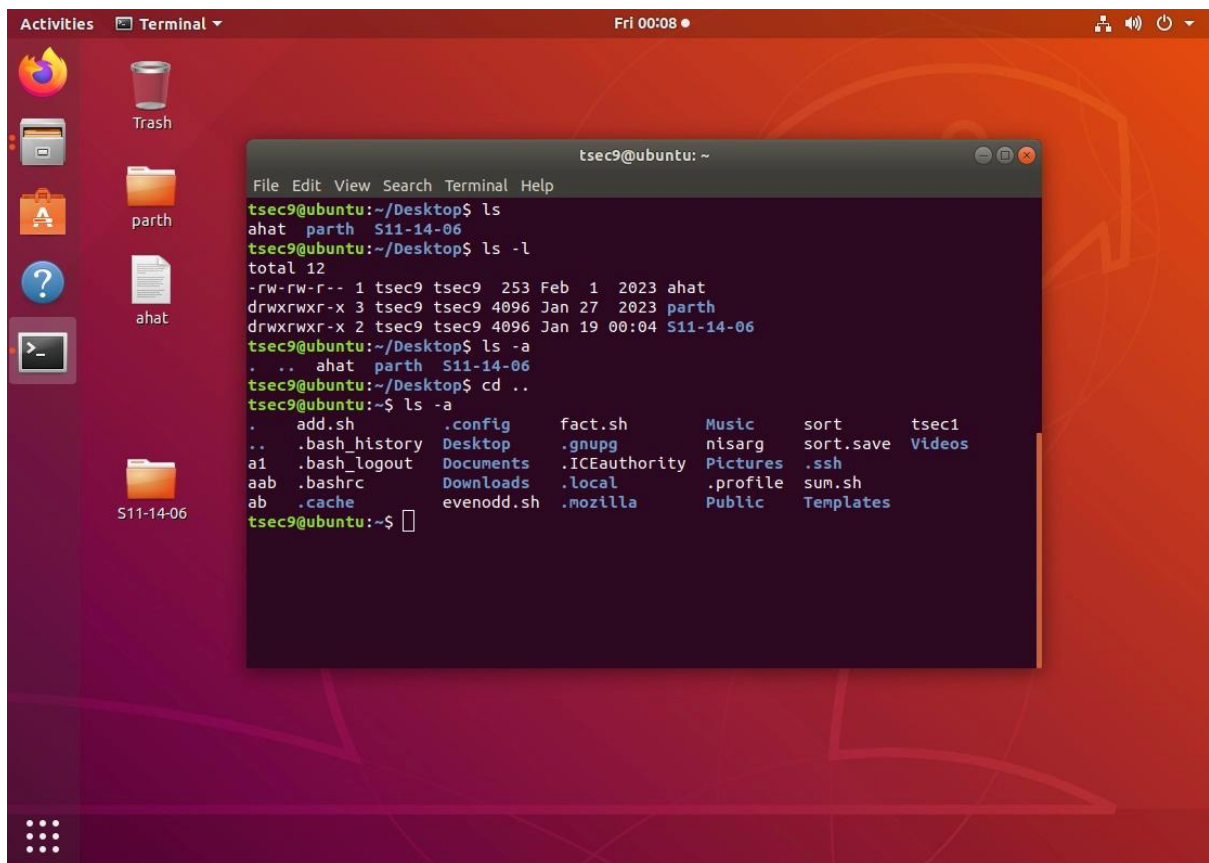 Activities Terminal Fri 00:08
Trash
parth
ahat
S11-14-06
tsec9@ubuntu: ~
File Edit View Search Terminal Help
tsec9@ubuntu:~/Desktop$ ls
ahat  parth  S11-14-06
tsec9@ubuntu:~/Desktop$ ls -l
total 12
-rw-rw-r-- 1 tsec9 tsec9  253 Feb  1  2023 ahat
drwxrwxr-x 3 tsec9 tsec9 4096 Jan 27  2023 parth
drwxrwxr-x 2 tsec9 tsec9 4096 Jan 19 00:04 S11-14-06
tsec9@ubuntu:~/Desktop$ ls -a
.  ..  ahat  parth  S11-14-06
tsec9@ubuntu:~/Desktop$ cd ..
tsec9@ubuntu:~$ ls -a
.    add.sh         .config     fact.sh       Music     sort       tsec1
..   .bash_history  Desktop     .gnupg        nisarg    sort.save  Videos
a1   .bash_logout   Documents   .ICEauthority  Pictures  .ssh
aab  .bashrc        Downloads   .local        .profile  sum.sh
ab   .cache         evenodd.sh  .mozilla      Public    Templates
tsec9@ubuntu:~$